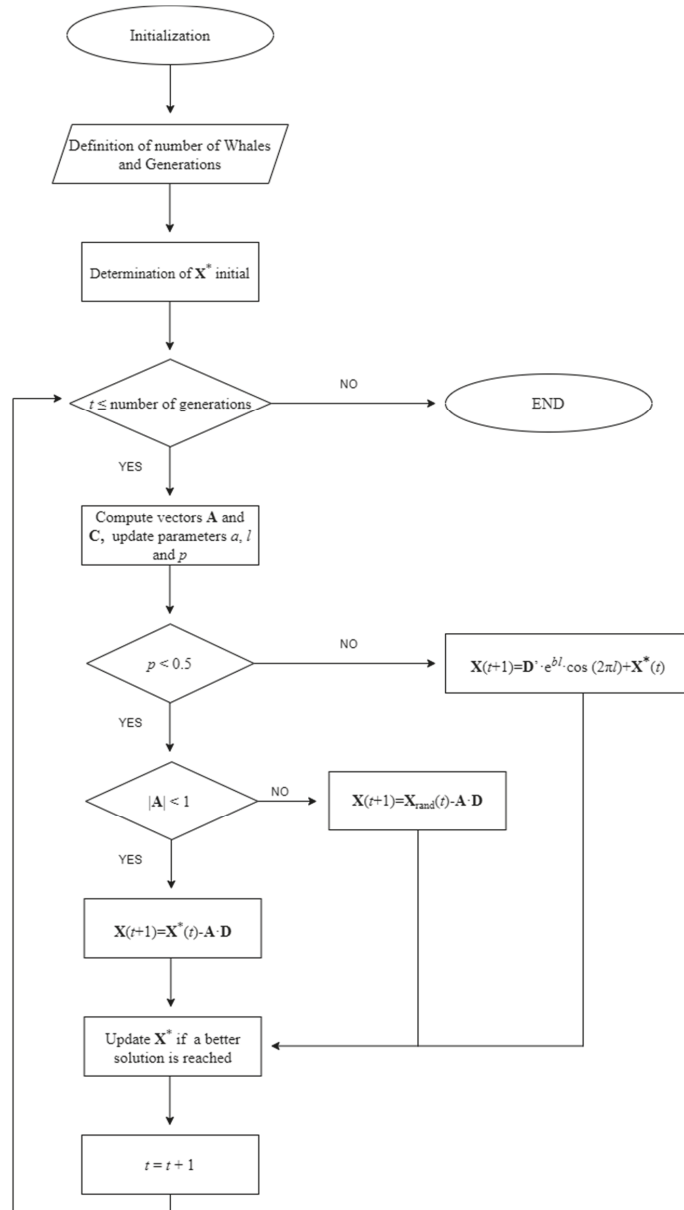 Initialization
Definition of number of Whales
and Generations
Determination of X* initial
t ≤ number of generations
NO
END
YES
Compute vectors A and
C, update parameters a, l
and p
p < 0.5
NO
X(t+1)=D'·e^bl·cos (2πl)+X*(t)
YES
|A| < 1
NO
X(t+1)=Xrand(t)-A·D
YES
X(t+1)=X*(t)-A·D
Update X* if a better
solution is reached
t = t + 1